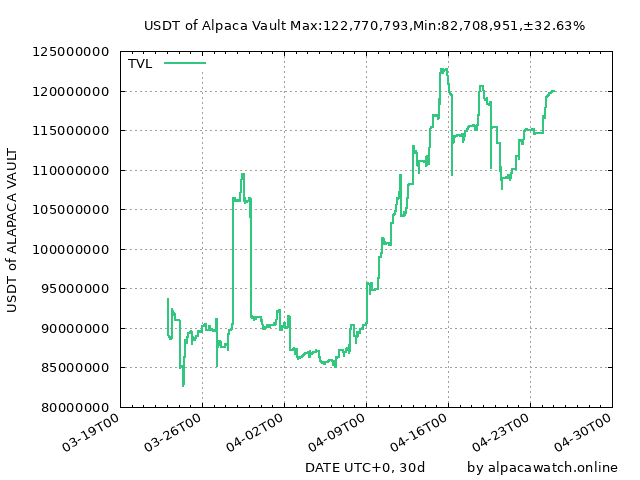 USDT of Alpaca Vault Max:122,770,793,Min:82,708,951,±32.63%
TVL
125000000
120000000
115000000
110000000
105000000
100000000
95000000
90000000
85000000
80000000
USDT of ALAPACA VAULT
03-19T00
03-26T00
04-02T00
04-09T00
04-16T00
04-23T00
04-30T00
DATE UTC+0, 30d
by alpacawatch.online